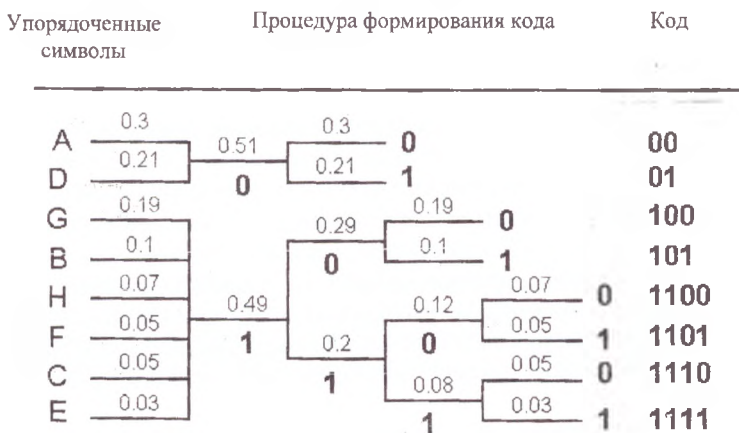 Упорядоченные символы
Процедура формирования кода
Код
A 0.3 0.51 0.3 0 00
D 0.21 0 0.21 1 01
G 0.19 0.29 0.19 0 100
B 0.1 0 0.1 1 101
H 0.07 0.49 0.12 0.07 0 1100
F 0.05 1 0.2 0 0.05 1 1101
C 0.05 1 0.08 0.05 0 1110
E 0.03 1 0.03 1 1111